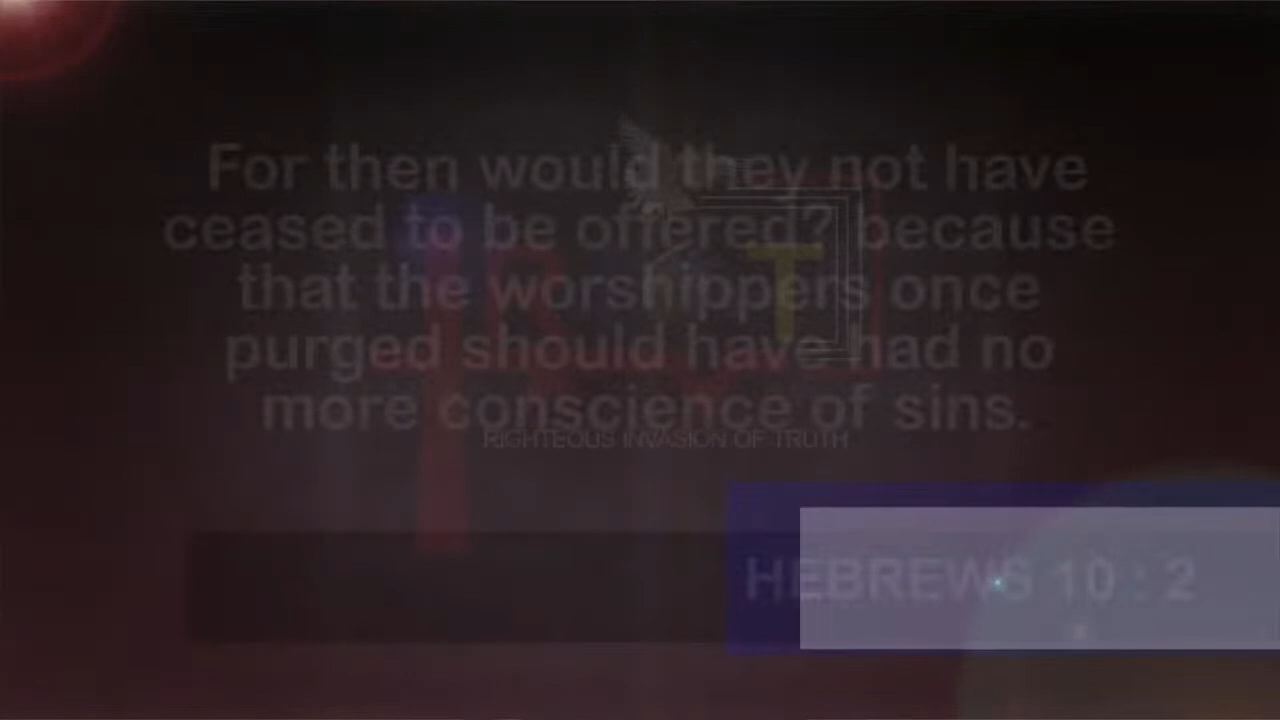 For then would they not have
ceased to be offered? because
that the worshippers once
purged should have had no
more conscience of sins.
RIGHTEOUS INVASION OF TRUTH
HEBREWS 10 : 2